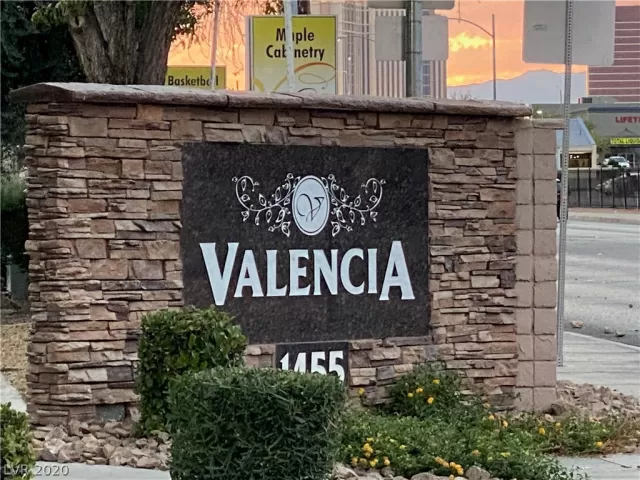 Maple
Cabinetry
Basketball
LIFE
V
VALENCIA
1455
LVR 2020